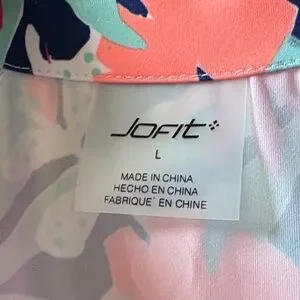 JOFIT
L
MADE IN CHINA
HECHO EN CHINA
FABRIQUE' EN CHINE